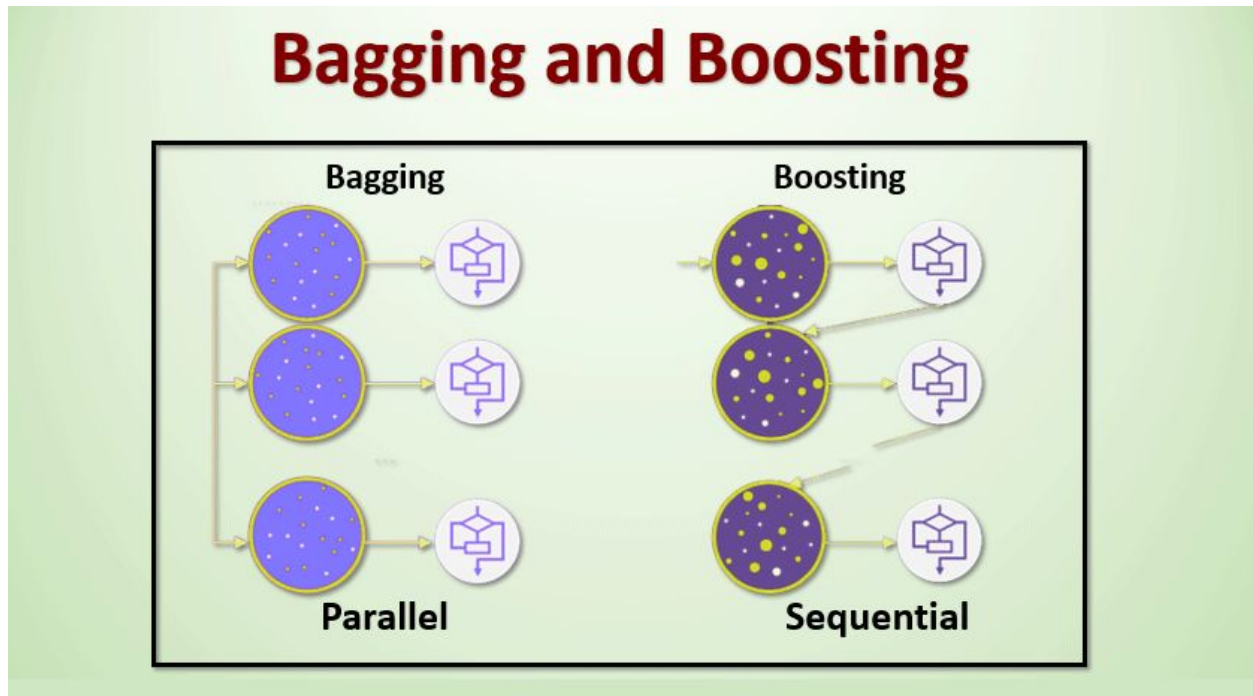 Bagging and Boosting
Bagging
Boosting
Parallel
Sequential